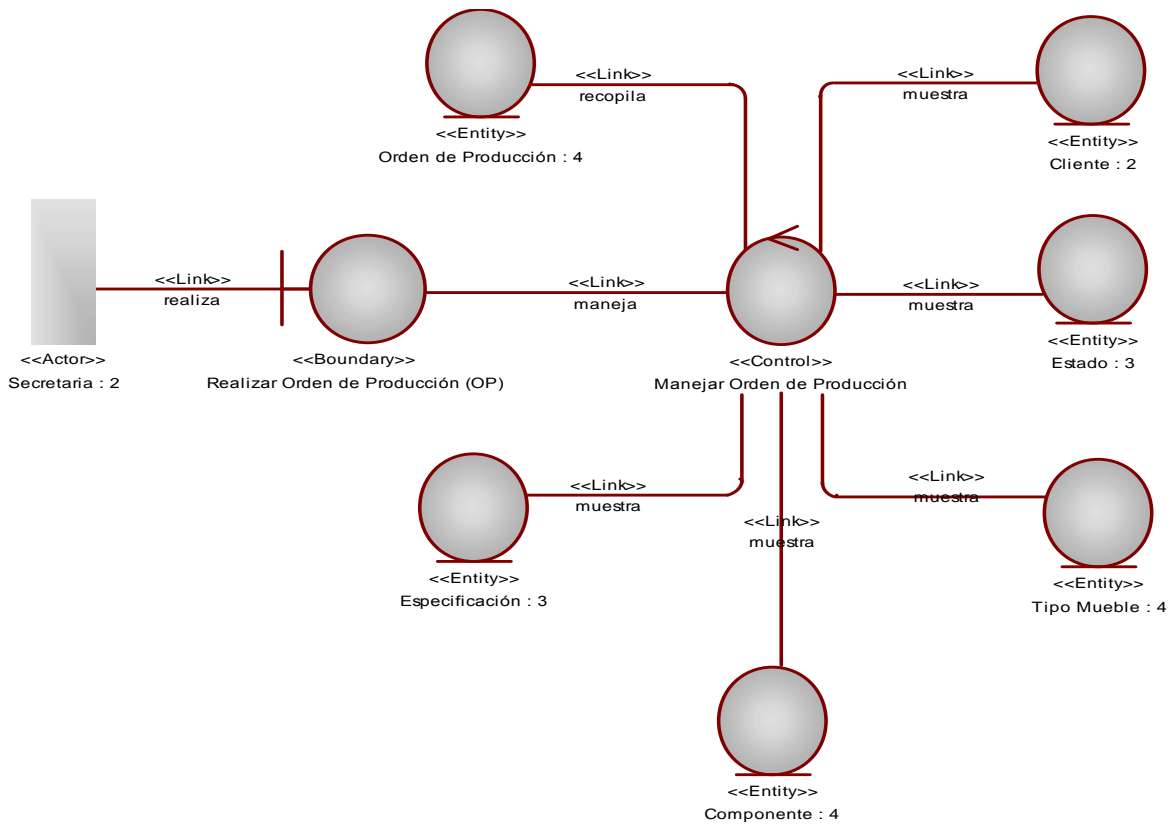 <<Link>>
recopila
<<Entity>>
Orden de Producción : 4
<<Link>>
muestra
<<Entity>>
Cliente : 2
<<Actor>>
Secretaria : 2
<<Link>>
realiza
<<Boundary>>
Realizar Orden de Producción (OP)
<<Link>>
maneja
<<Control>>
Manejar Orden de Producción
<<Link>>
muestra
<<Entity>>
Estado : 3
<<Link>>
muestra
<<Entity>>
Especificación : 3
<<Link>>
muestra
<<Entity>>
Componente : 4
<<Link>>
muestra
<<Entity>>
Tipo Mueble : 4